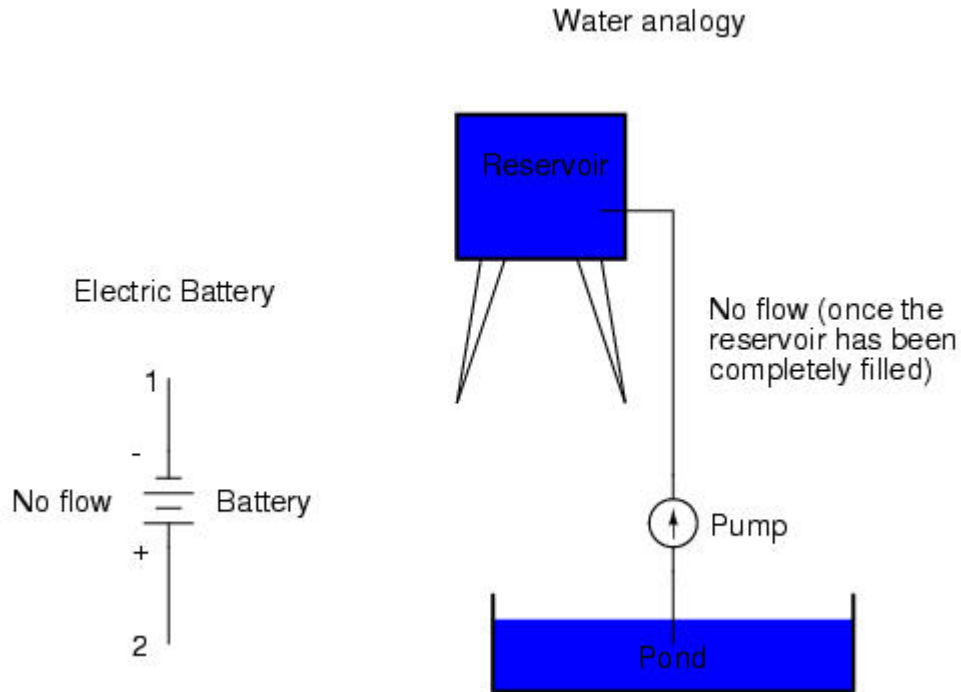 Water analogy
Reservoir
Electric Battery
No flow (once the
reservoir has been
completely filled)
1
-
No flow
Battery
+
2
Pump
Pond